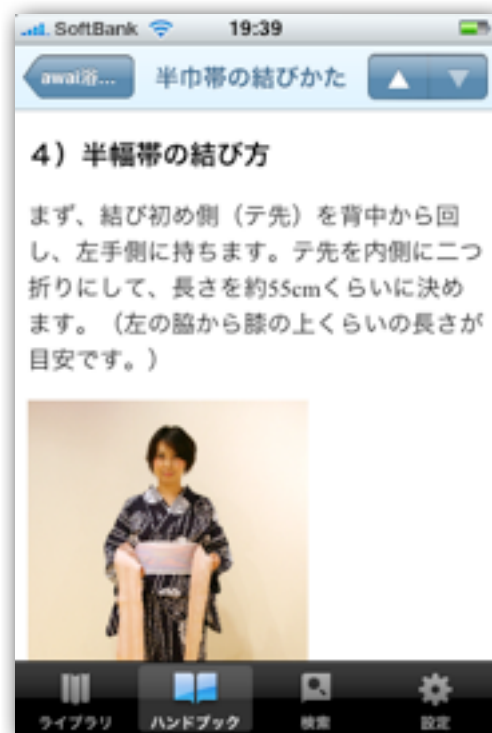 SoftBank 19:39
awai浴... 半巾帯の結びかた
4）半幅帯の結び方
まず、結び初め側（テ先）を背中から回
し、左手側に持ちます。テ先を内側に二つ
折りにして、長さを約55cmくらいに決め
ます。（左の脇から膝の上くらいの長さが
目安です。）
ライブラリ ハンドブック 検索 設定